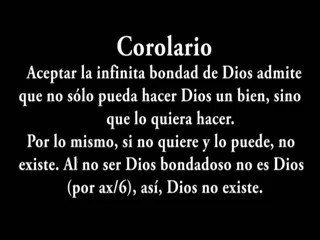 Corolario
Aceptar la infinita bondad de Dios admite
que no sólo pueda hacer Dios un bien, sino
que lo quiera hacer.
Por lo mismo, si no quiere y lo puede, no
existe. Al no ser Dios bondadoso no es Dios
(por ax/6), así, Dios no existe.